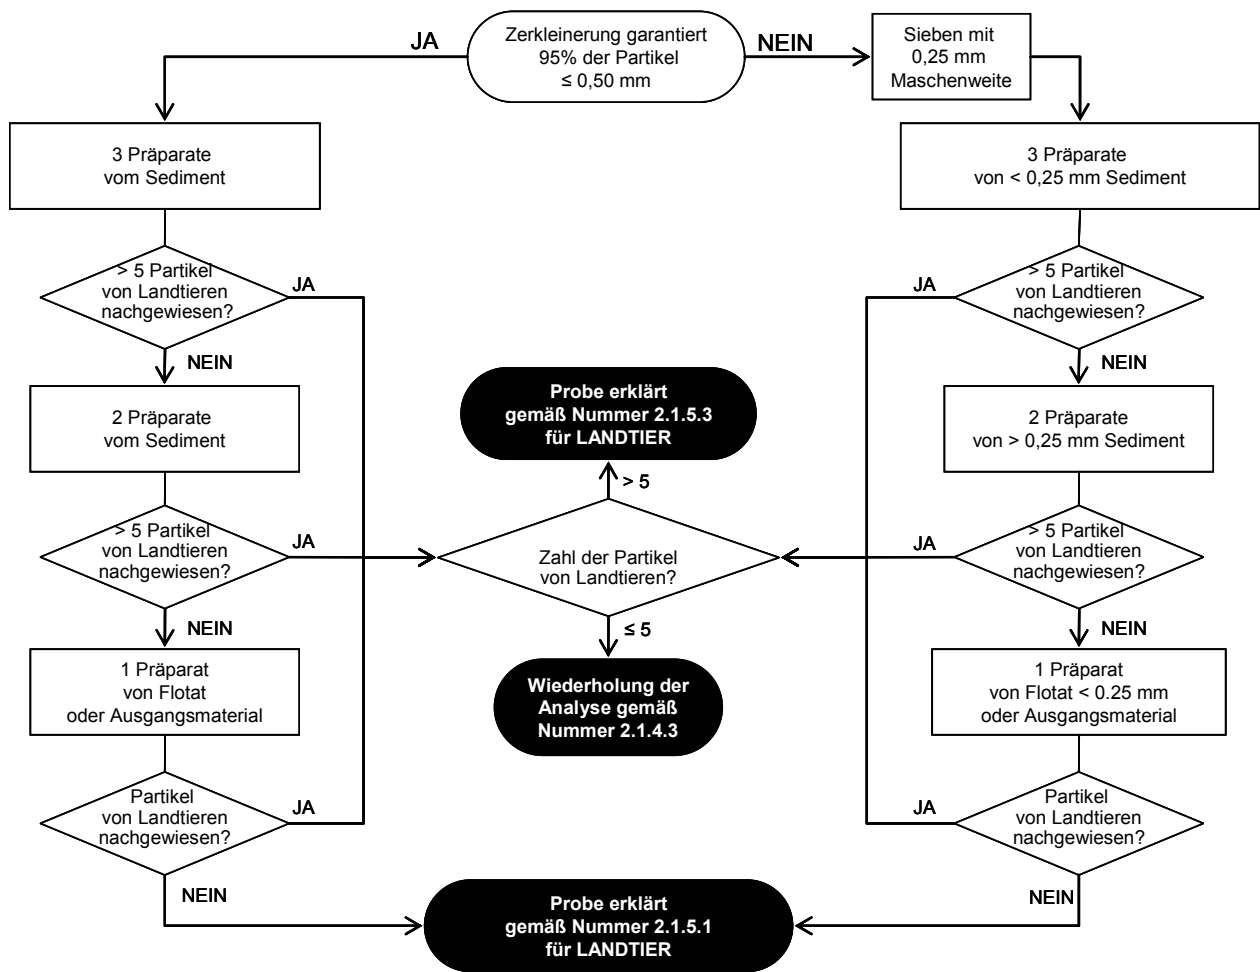 Zerkleinerung garantiert
95% der Partikel
≤ 0,50 mm
JA
NEIN
Sieben mit
0,25 mm
Maschenweite
3 Präparate
vom Sediment
3 Präparate
von < 0,25 mm Sediment
> 5 Partikel
von Landtieren
nachgewiesen?
JA
NEIN
> 5 Partikel
von Landtieren
nachgewiesen?
JA
NEIN
2 Präparate
vom Sediment
Probe erklärt
gemäß Nummer 2.1.5.3
für LANDTIER
2 Präparate
von > 0,25 mm Sediment
> 5
> 5 Partikel
von Landtieren
nachgewiesen?
JA
NEIN
Zahl der Partikel
von Landtieren?
≤ 5
> 5 Partikel
von Landtieren
nachgewiesen?
JA
NEIN
1 Präparat
von Flotat
oder Ausgangsmaterial
Wiederholung der
Analyse gemäß
Nummer 2.1.4.3
1 Präparat
von Flotat < 0.25 mm
oder Ausgangsmaterial
Partikel
von Landtieren
nachgewiesen?
JA
NEIN
Partikel
von Landtieren
nachgewiesen?
JA
NEIN
Probe erklärt
gemäß Nummer 2.1.5.1
für LANDTIER